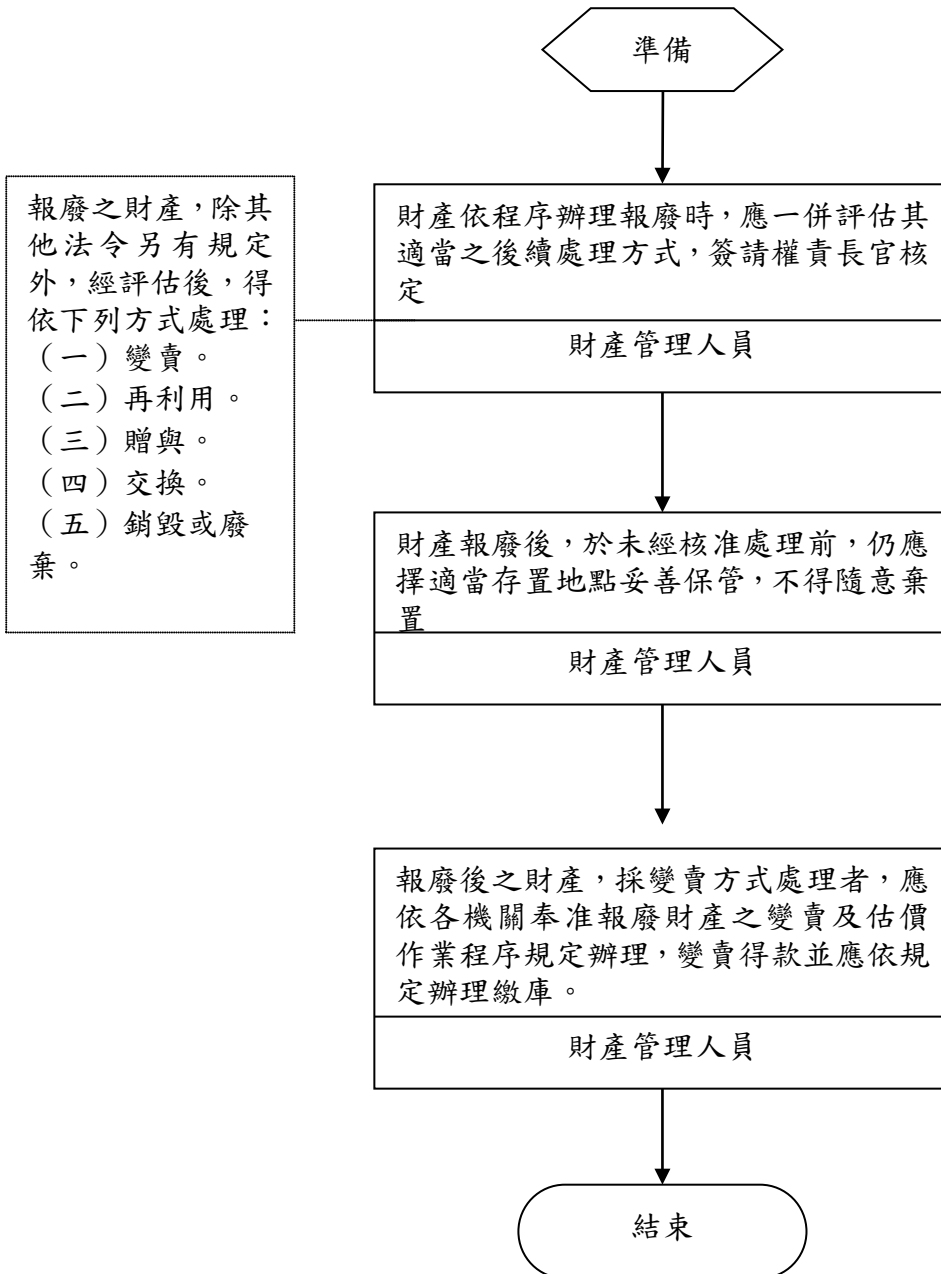 準備
報廢之財產，除其
他法令另有規定
外，經評估後，得
依下列方式處理：
（一）變賣。
（二）再利用。
（三）贈與。
（四）交換。
（五）銷毀或廢
棄。
財產依程序辦理報廢時，應一併評估其
適當之後續處理方式，簽請權責長官核
定
財產管理人員
財產報廢後，於未經核准處理前，仍應
擇適當存置地點妥善保管，不得隨意棄
置
財產管理人員
報廢後之財產，採變賣方式處理者，應
依各機關奉准報廢財產之變賣及估價
作業程序規定辦理，變賣得款並應依規
定辦理繳庫。
財產管理人員
結束